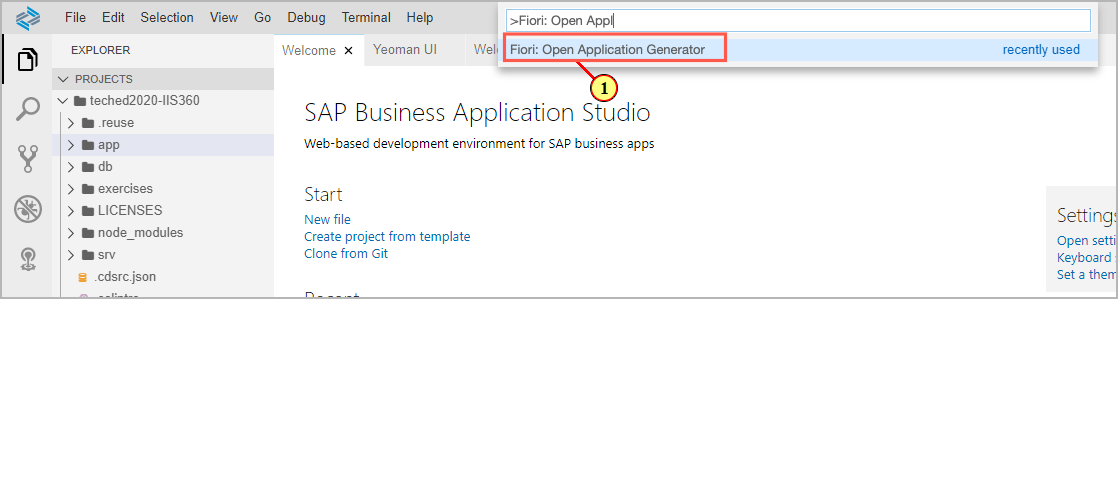 File Edit Selection View Go Debug Terminal Help
>Fiori: Open Appl
Fiori: Open Application Generator recently used
1
EXPLORER
Welcome Yeoman UI
PROJECTS
teched2020-IIS360
.reuse
app
db
exercises
LICENSES
node_modules
srv
.cdsrc.json
SAP Business Application Studio
Web-based development environment for SAP business apps
Start
New file
Create project from template
Clone from Git
Recent
Settings
Open setti
Keyboard s
Set a them